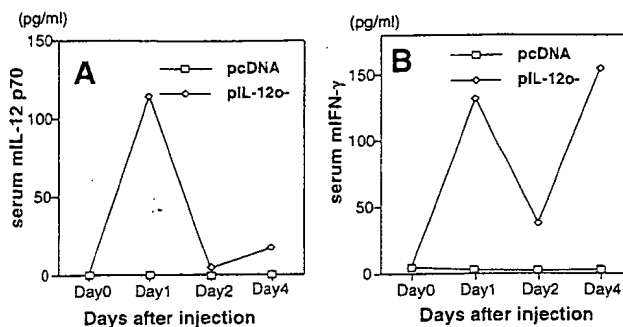 (pg/ml)
150
100
50
0
serum mIL-12 p70
A
pcDNA
pIL-12o-
Day0 Day1 Day2 Day4
Days after injection
(pg/ml)
150
100
50
0
serum mIFN-γ
B
pcDNA
pIL-12o-
Day0 Day1 Day2 Day4
Days after injection